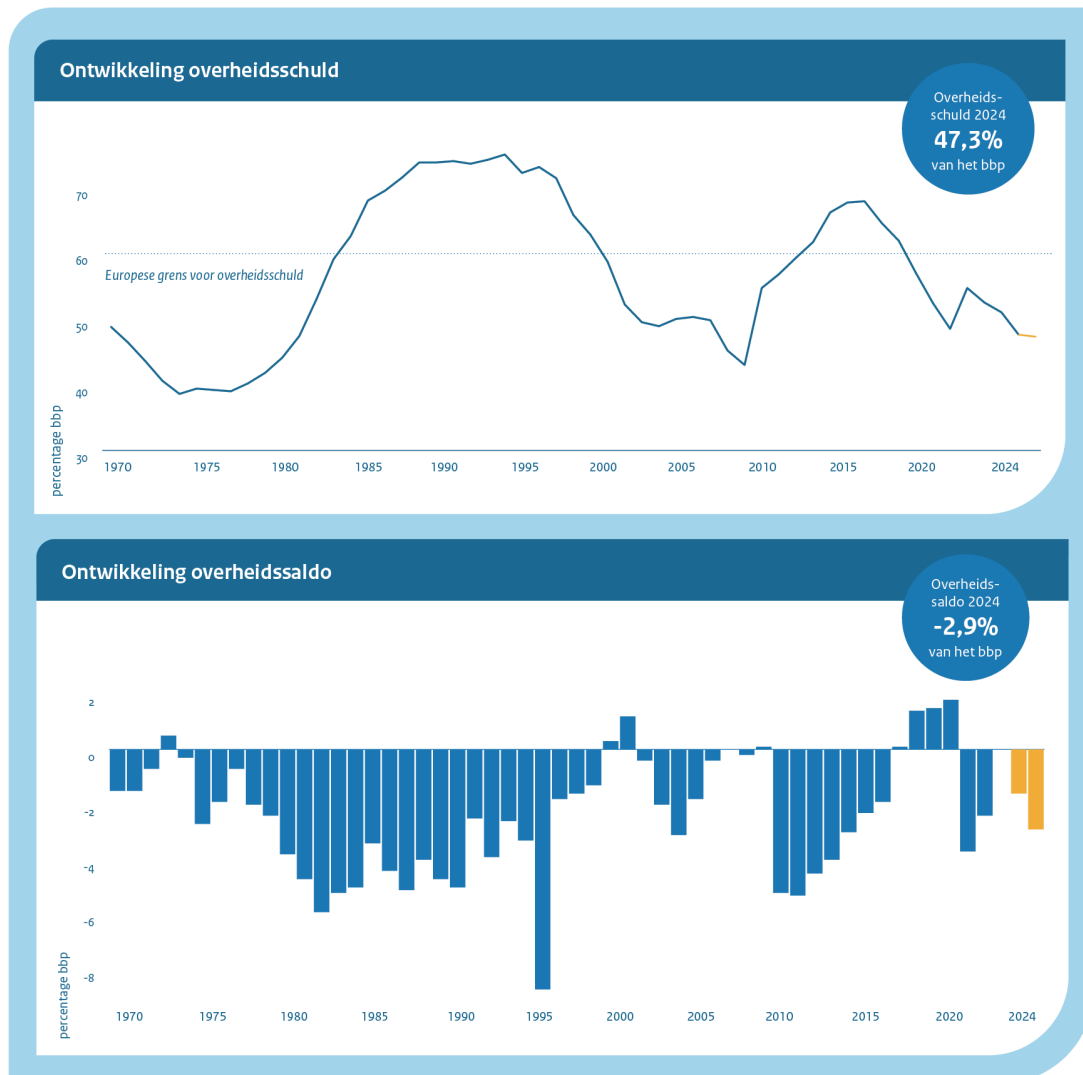 Ontwikkeling overheidsschuld
Overheids-
schuld 2024
47,3%
van het bbp
70
60
Europese grens voor overheidsschuld
50
40
30
percentage bbp
1970 1975 1980 1985 1990 1995 2000 2005 2010 2015 2020 2024
Ontwikkeling overheidssaldo
Overheids-
saldo 2024
-2,9%
van het bbp
2
0
-2
-4
-6
-8
percentage bbp
1970 1975 1980 1985 1990 1995 2000 2005 2010 2015 2020 2024